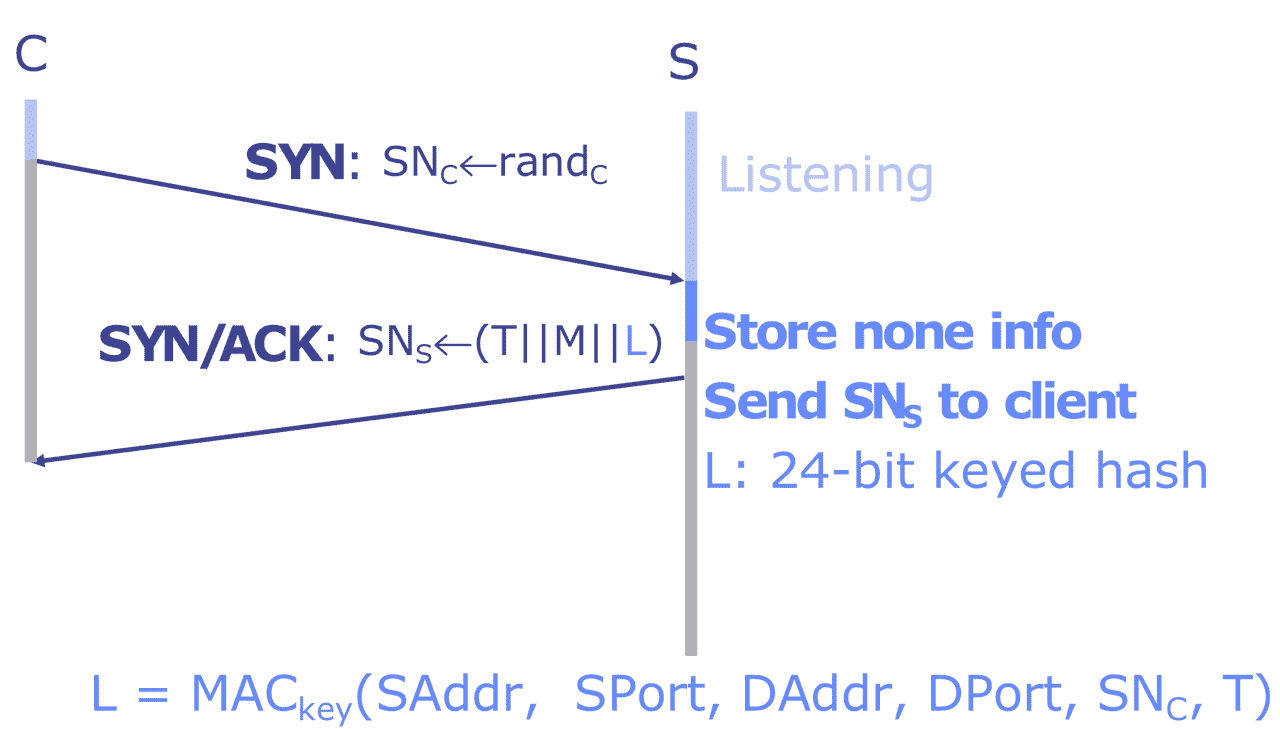 C
S
SYN: SN_C←rand_C
Listening
SYN/ACK: SN_S←(T||M||L)
Store none info
Send SN_S to client
L: 24-bit keyed hash
L = MAC_key(SAddr, SPort, DAddr, DPort, SN_C, T)